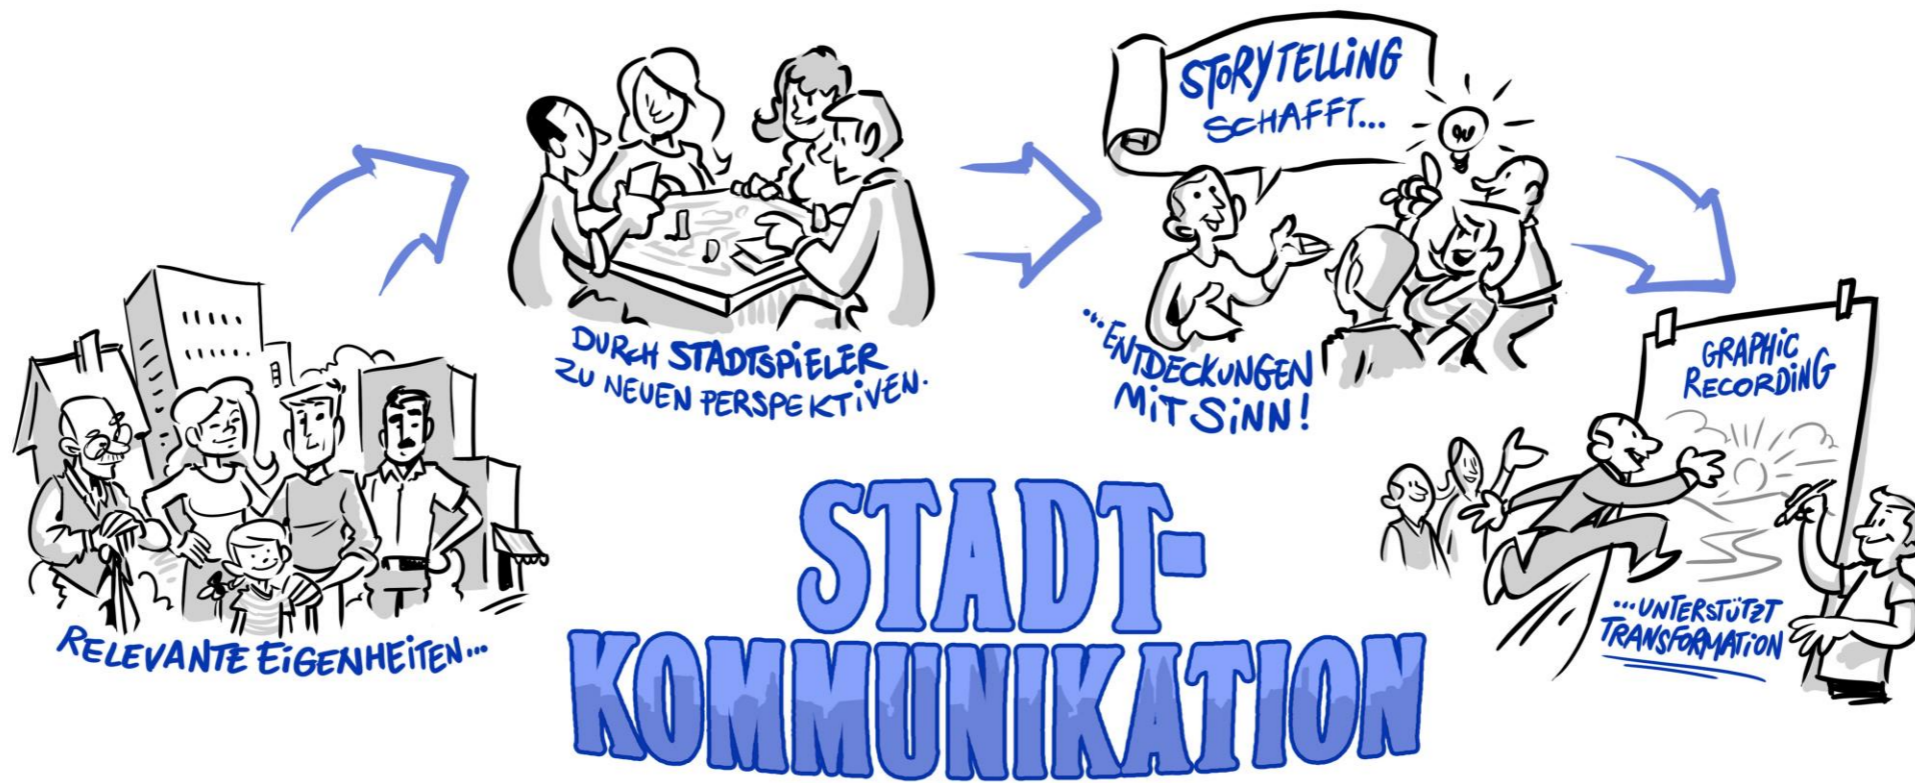 RELEVANTE EIGENHEITEN...
DURCH STADTSPIELER
ZU NEUEN PERSPEKTIVEN.
STORYTELLING
SCHAFFT...
...ENTDECKUNGEN
MIT SINN!
GRAPHIC
RECORDING
...UNTERSTÜTZT
TRANSFORMATION
STADT-
KOMMUNIKATION